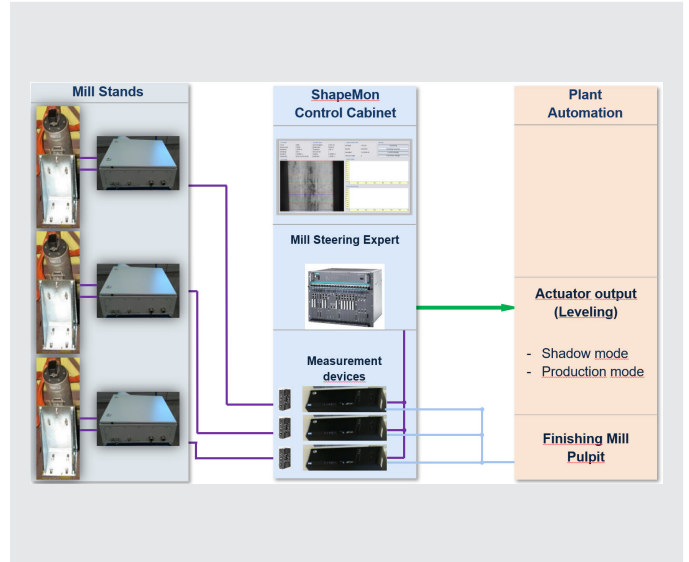 Mill Stands
ShapeMon
Control Cabinet
Mill Steering Expert
Measurement
devices
Plant
Automation
Actuator output
(Leveling)
- Shadow mode
- Production mode
Finishing Mill
Pulpit